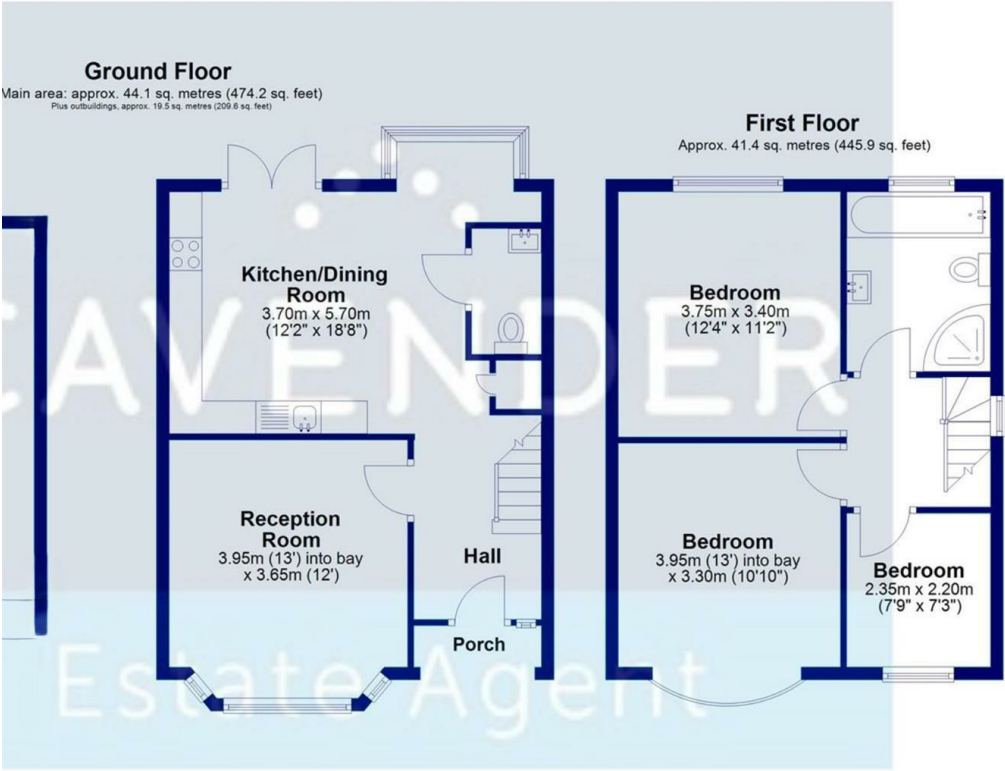 Ground Floor
Main area: approx. 44.1 sq. metres (474.2 sq. feet)
Plus outbuildings, approx. 19.5 sq. metres (209.6 sq. feet)
First Floor
Approx. 41.4 sq. metres (445.9 sq. feet)
Kitchen/Dining
Room
3.70m x 5.70m
(12'2" x 18'8")
Bedroom
3.75m x 3.40m
(12'4" x 11'2")
CAVENDER
Reception
Room
3.95m (13') into bay
x 3.65m (12')
Hall
Bedroom
3.95m (13') into bay
x 3.30m (10'10")
Bedroom
2.35m x 2.20m
(7'9" x 7'3")
Porch
Estate Agent